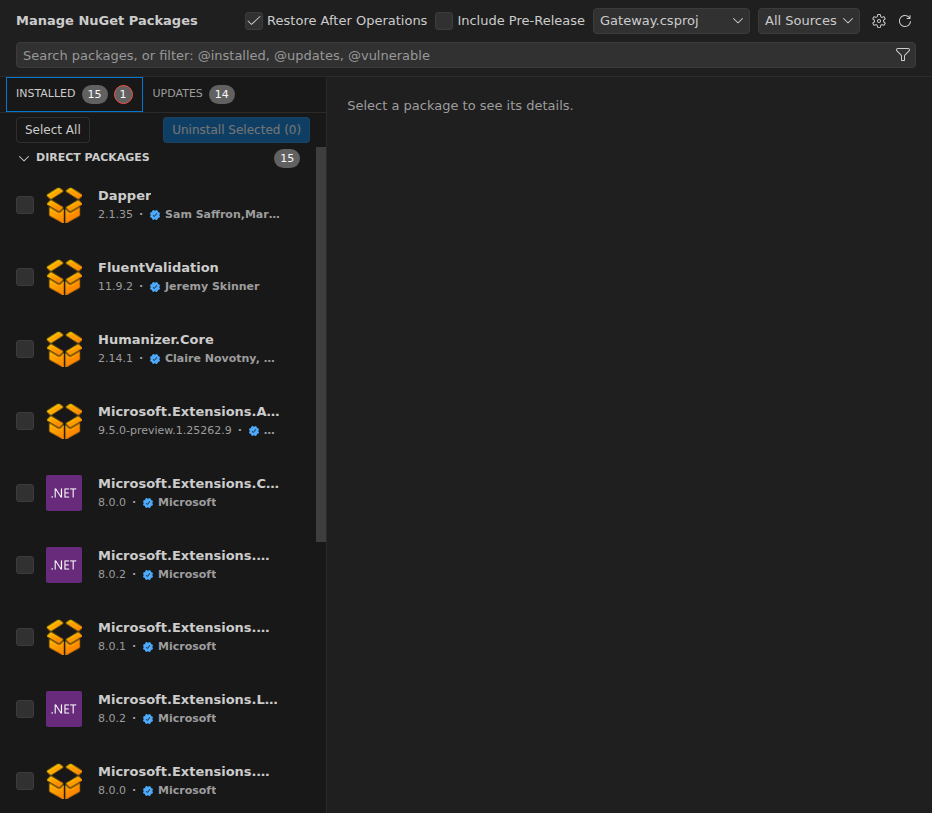 Manage NuGet Packages
Restore After Operations
Include Pre-Release
Gateway.csproj
All Sources
Search packages, or filter: @installed, @updates, @vulnerable
INSTALLED 15 1
UPDATES 14
Select a package to see its details.
Select All
Uninstall Selected (0)
DIRECT PACKAGES 15
Dapper
2.1.35 · Sam Saffron,Mar...
FluentValidation
11.9.2 · Jeremy Skinner
Humanizer.Core
2.14.1 · Claire Novotny, ...
Microsoft.Extensions.A...
9.5.0-preview.1.25262.9 · ...
.NET
Microsoft.Extensions.C...
8.0.0 · Microsoft
.NET
Microsoft.Extensions....
8.0.2 · Microsoft
Microsoft.Extensions....
8.0.1 · Microsoft
.NET
Microsoft.Extensions.L...
8.0.2 · Microsoft
Microsoft.Extensions....
8.0.0 · Microsoft